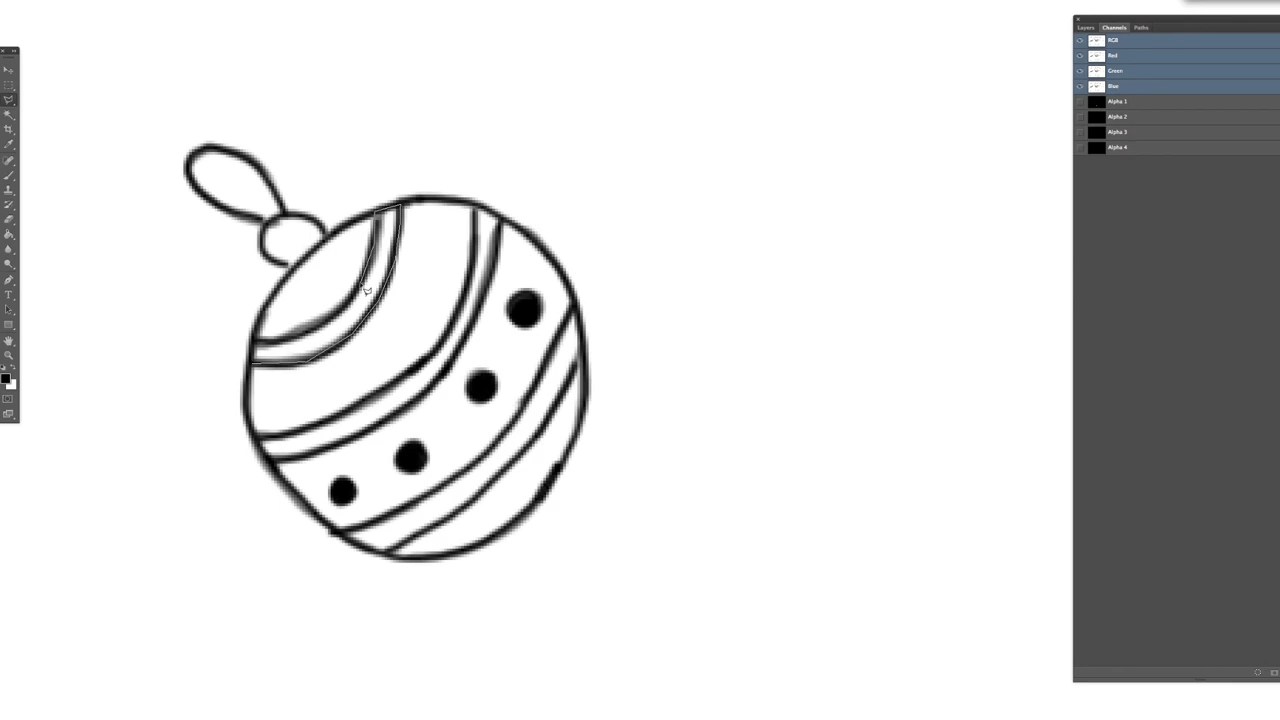 Layers Channels Paths
RGB
Red
Green
Blue
Alpha 1
Alpha 2
Alpha 3
Alpha 4